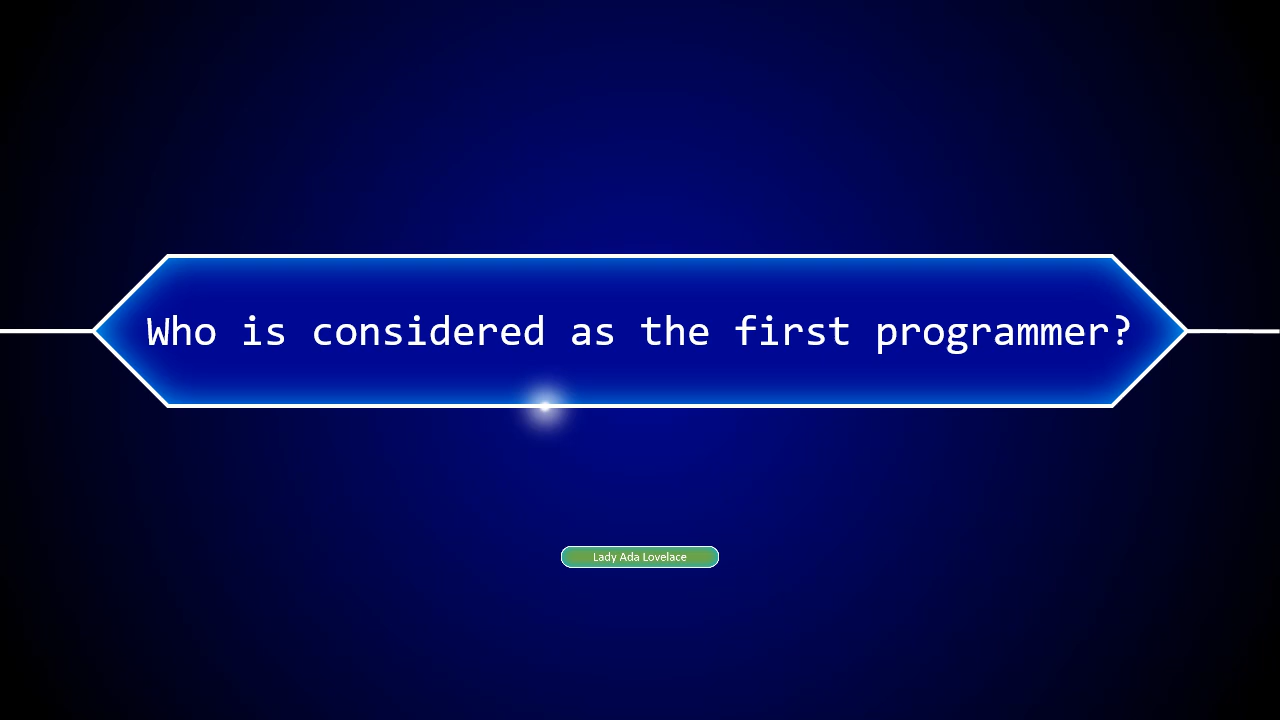 Who is considered as the first programmer?
Lady Ada Lovelace